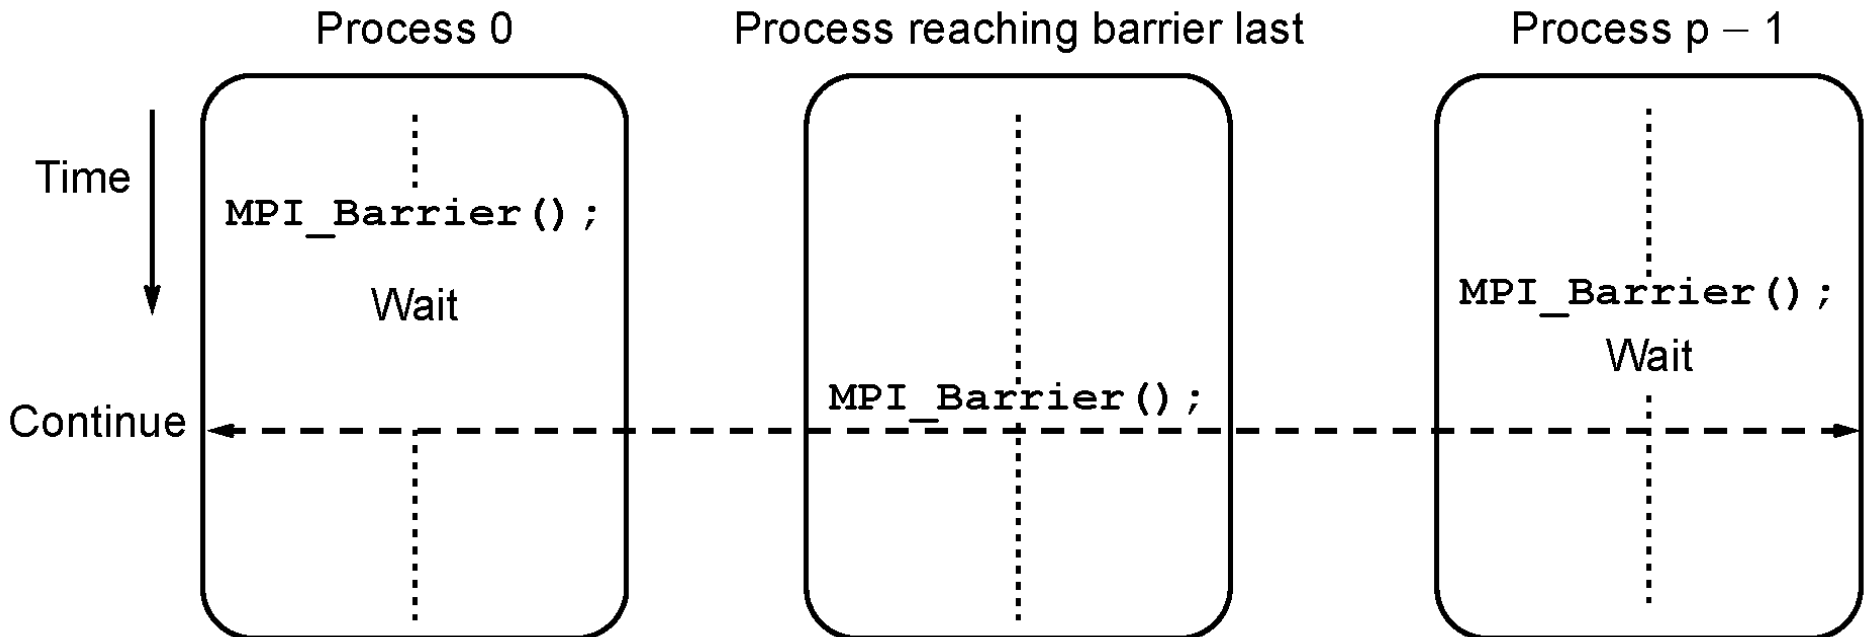 Process 0
Process reaching barrier last
Process p – 1
Time
MPI_Barrier();
Wait
MPI_Barrier();
Wait
MPI_Barrier();
Continue